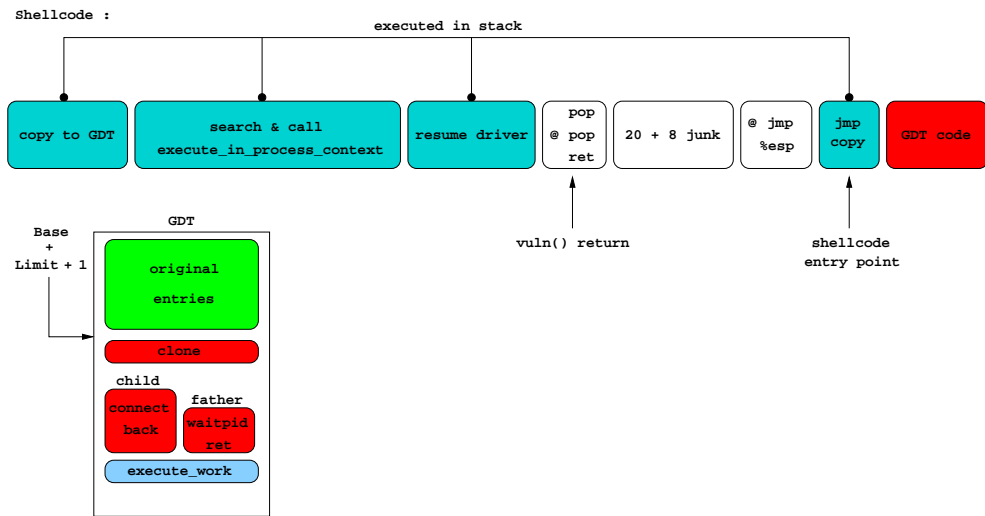 Shellcode :
executed in stack
copy to GDT
search & call
execute_in_process_context
resume driver
pop
@ pop
ret
20 + 8 junk
@ jmp
%esp
jmp
copy
GDT code
vuln() return
shellcode
entry point
GDT
Base
+
Limit + 1
original
entries
clone
child
connect
back
father
waitpid
ret
execute_work